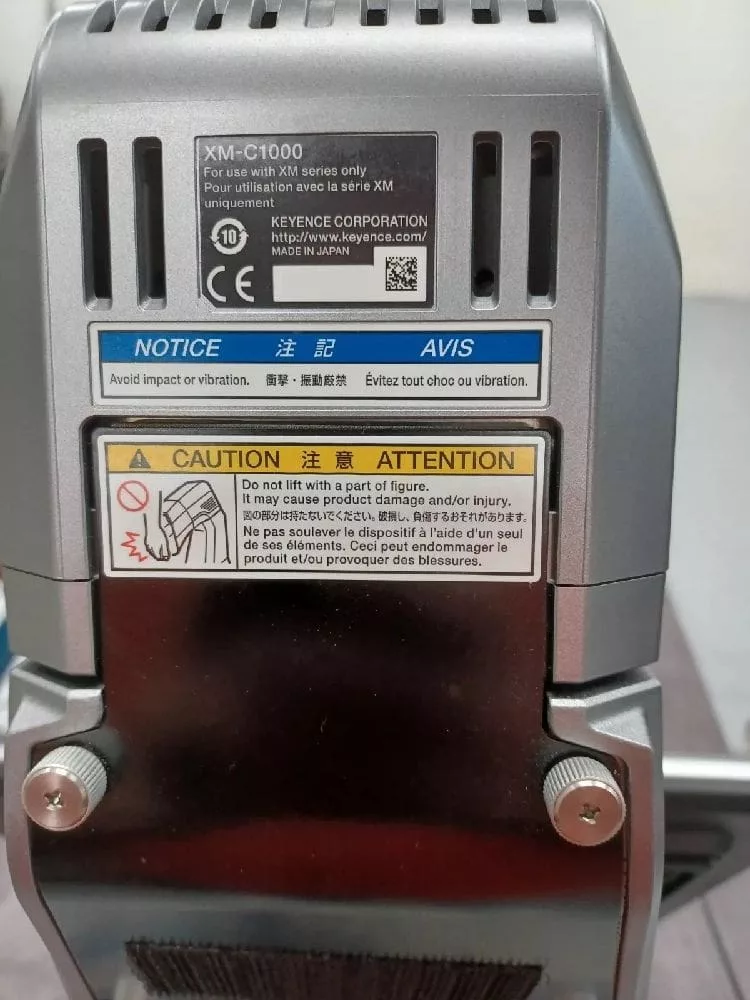 XM-C1000
For use with XM series only
Pour utilisation avec la série XM
uniquement
10
KEYENCE CORPORATION
http://www.keyence.com/
MADE IN JAPAN
CE
NOTICE 注記 AVIS
Avoid impact or vibration. 衝撃・振動厳禁 Évitez tout choc ou vibration.
CAUTION 注意 ATTENTION
Do not lift with a part of figure.
It may cause product damage and/or injury.
図の部分は持たないでください。破損し、負傷するおそれがあります。
Ne pas soulever le dispositif à l'aide d'un seul
de ses éléments. Ceci peut endommager le
produit et/ou provoquer des blessures.